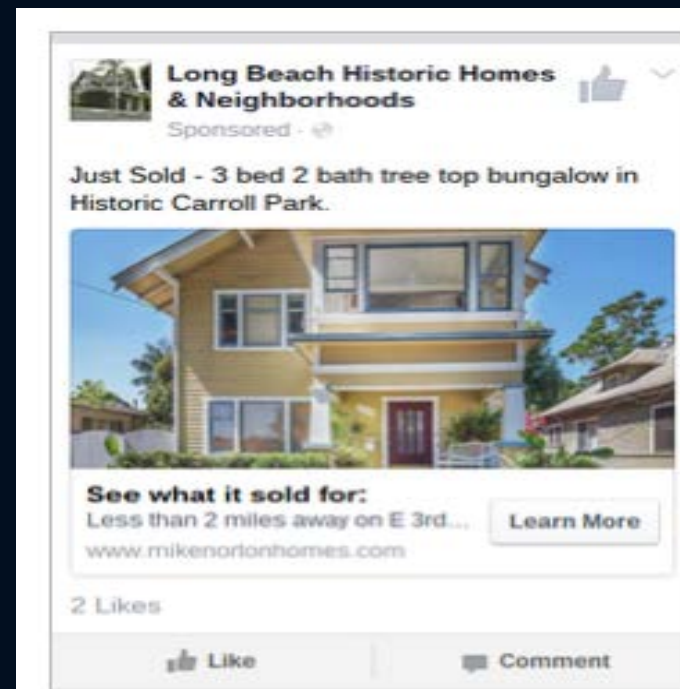 Long Beach Historic Homes
& Neighborhoods
Sponsored ·
Just Sold - 3 bed 2 bath tree top bungalow in
Historic Carroll Park.
See what it sold for:
Less than 2 miles away on E 3rd...
Learn More
www.mikenortonhomes.com
2 Likes
Like
Comment